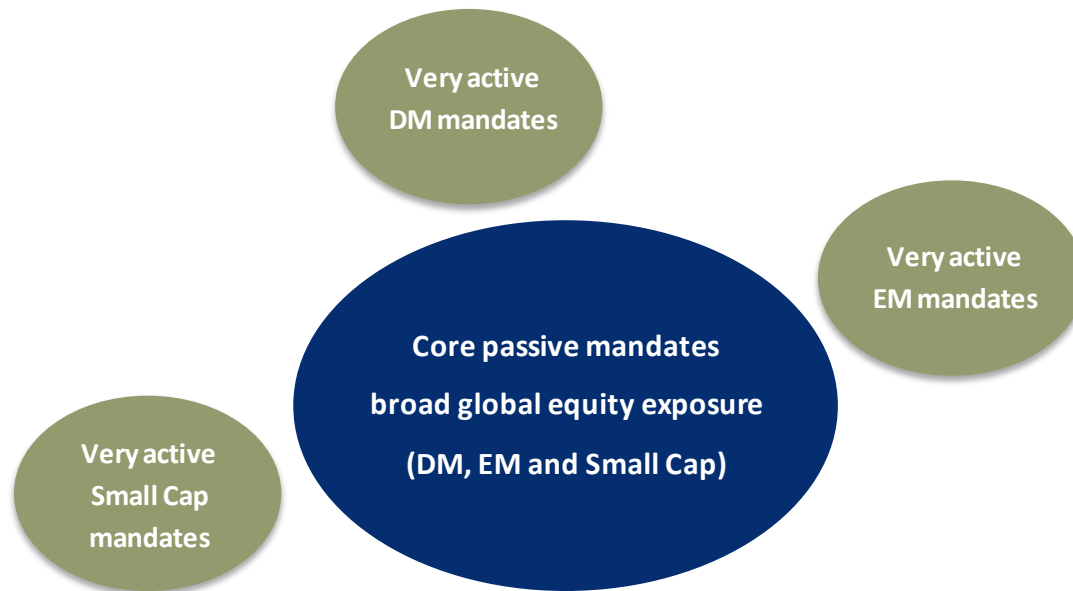 Very active
DM mandates
Very active
EM mandates
Core passive mandates
broad global equity exposure
(DM, EM and Small Cap)
Very active
Small Cap
mandates